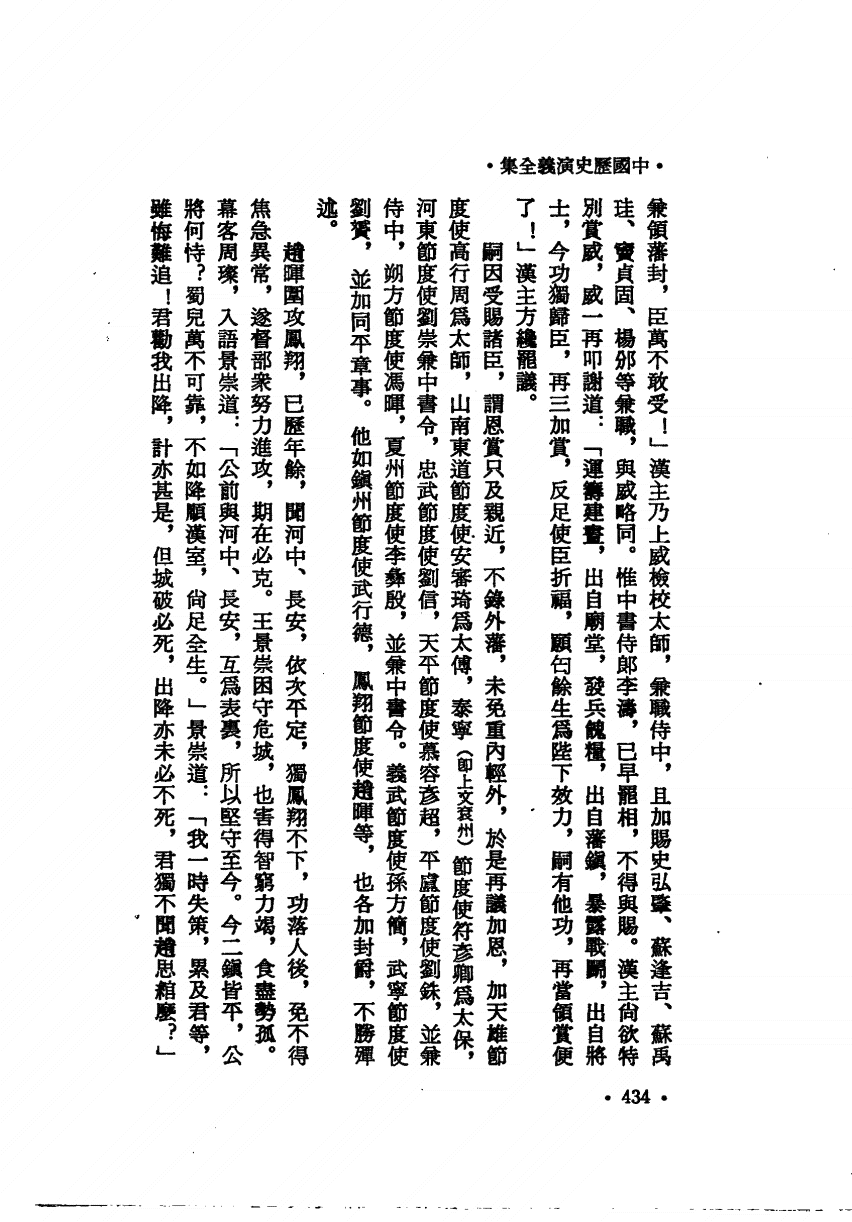 •中國歷史演義全集•
兼領藩封，臣萬不敢受！」漢主乃上威檢校太師，兼職侍中，且加賜史弘肇、蘇逢吉、蘇禹
珪、竇貞固、楊邠等兼職，與威略同。惟中書侍郎李濤，已早罷相，不得與賜。漢主尚欲特
別賞威，威一再叩謝道：「運籌建畫，出自廟堂，發兵餽糧，出自藩鎮，暴露戰鬭，出自將
士，今功獨歸臣，再三加賞，反足使臣折福，願匄餘生爲陛下效力，嗣有他功，再當領賞便
了！」漢主方纔罷議。
嗣因受賜諸臣，謂恩賞只及親近，不錄外藩，未免重內輕外，於是再議加恩，加天雄節
度使高行周爲太師，山南東道節度使安審琦爲太傅，泰寧（卽上文兗州）節度使符彥卿爲太保，
河東節度使劉崇兼中書令，忠武節度使劉信，天平節度使慕容彥超，平盧節度使劉銖，並兼
侍中，朔方節度使馮暉，夏州節度使李彝殷，並兼中書令。義武節度使孫方簡，武寧節度使
劉贇，並加同平章事。他如鎮州節度使武行德，鳳翔節度使趙暉等，也各加封爵，不勝殫
述。
趙暉圍攻鳳翔，已歷年餘，聞河中、長安，依次平定，獨鳳翔不下，功落人後，免不得
焦急異常，遂督部衆努力進攻，期在必克。王景崇困守危城，也害得智窮力竭，食盡勢孤。
幕客周璨，入語景崇道：「公前與河中、長安，互爲表裏，所以堅守至今。今二鎮皆平，公
將何恃？蜀兒萬不可靠，不如降順漢室，尙足全生。」景崇道：「我一時失策，累及君等，
雖悔難追！君勸我出降，計亦甚是，但城破必死，出降亦未必不死，君獨不聞趙思綰麼？」
•434•